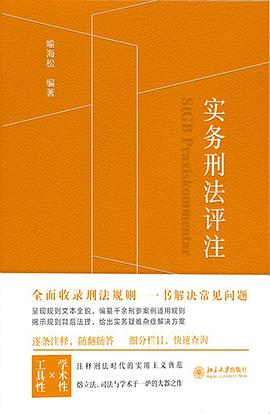 喻海松 编著
实务刑法评注
StGB Praxiskommentar
全面收录刑法规则 一书解决常见问题
呈现规则文本全貌，编纂千余刑参案例适用规则
揭示规则背后法理，给出实务疑难杂症解决方案
逐条注释，随翻随答 细分栏目，快速查询
工具性×学术性
注释刑法时代的实用主义典范
熔立法、司法与学术于一炉的大器之作
北京大学出版社
PEKING UNIVERSITY PRESS